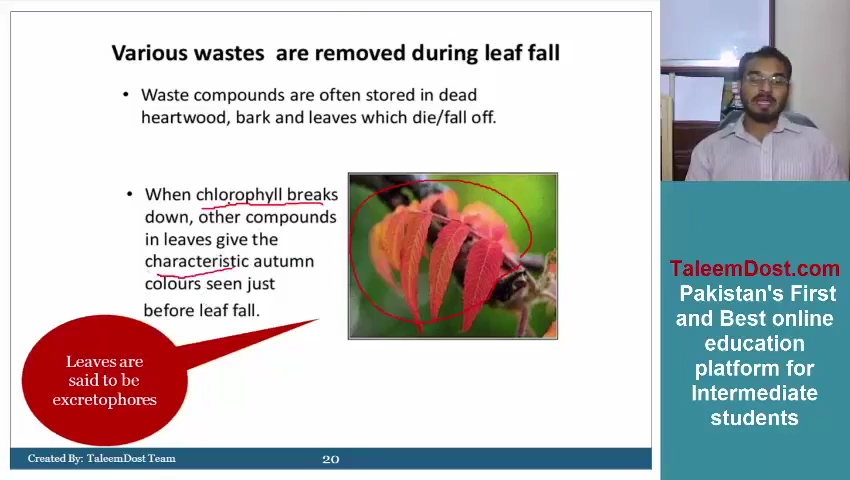 Various wastes are removed during leaf fall
• Waste compounds are often stored in dead
heartwood, bark and leaves which die/fall off.
• When chlorophyll breaks
down, other compounds
in leaves give the
characteristic autumn
colours seen just
before leaf fall.
Leaves are
said to be
excretophores
Created By: TaleemDost Team
20
TaleemDost.com
Pakistan's First
and Best online
education
platform for
Intermediate
students